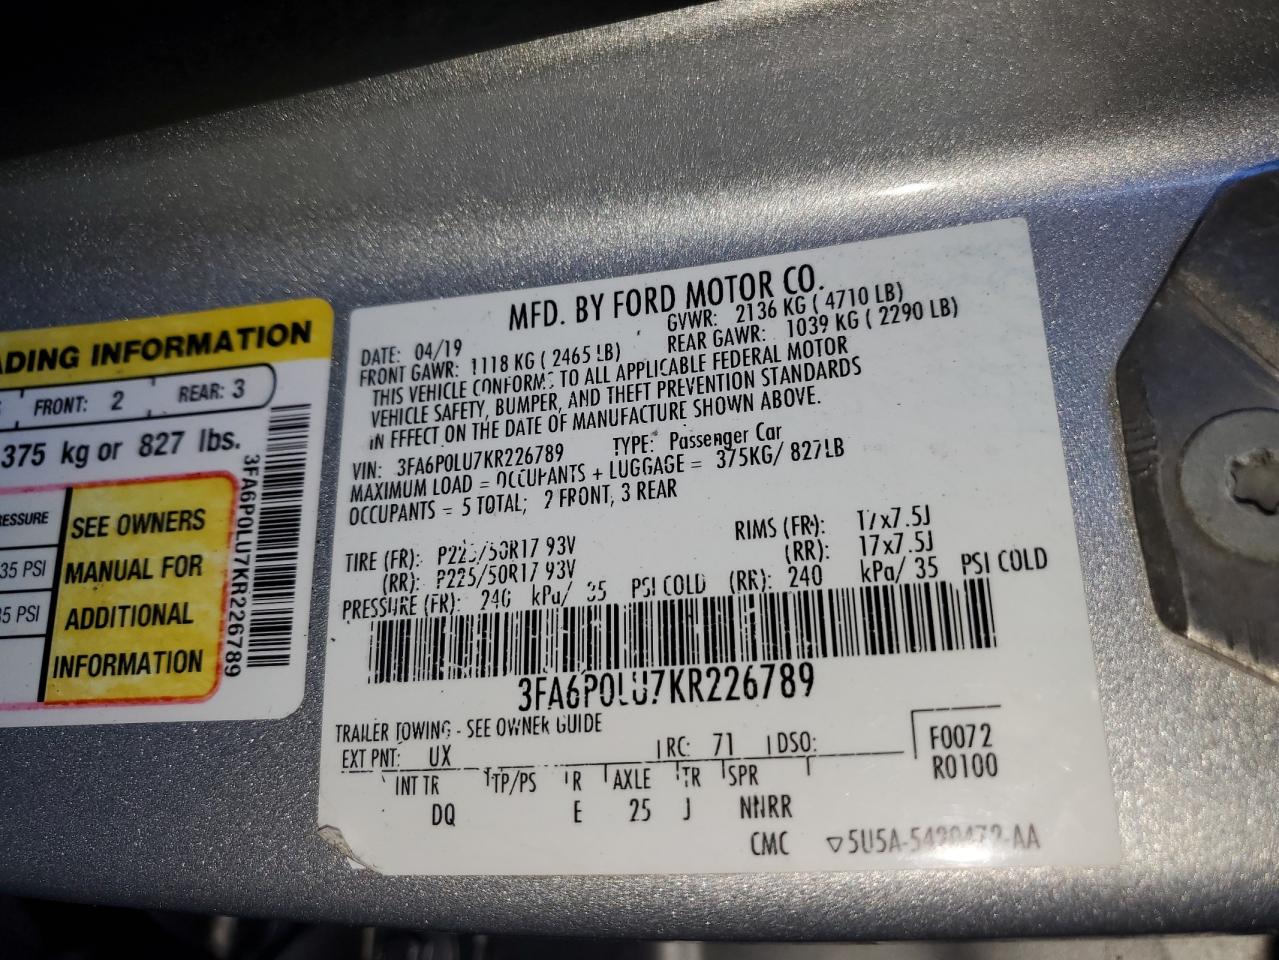 ADING INFORMATION
FRONT: 2 REAR: 3
375 kg or 827 lbs.
RESSURE
35 PSI
35 PSI
SEE OWNERS
MANUAL FOR
ADDITIONAL
INFORMATION
3FA6P0LU7KR226789
MFD. BY FORD MOTOR CO.
DATE: 04/19 GVWR: 2136 KG ( 4710 LB)
FRONT GAWR: 1118 KG ( 2465 LB) REAR GAWR: 1039 KG ( 2290 LB)
THIS VEHICLE CONFORMS TO ALL APPLICABLE FEDERAL MOTOR
VEHICLE SAFETY, BUMPER, AND THEFT PREVENTION STANDARDS
IN EFFECT ON THE DATE OF MANUFACTURE SHOWN ABOVE.
VIN: 3FA6P0LU7KR226789 TYPE: Passenger Car
MAXIMUM LOAD = OCCUPANTS + LUGGAGE = 375KG/ 827LB
OCCUPANTS = 5 TOTAL; 2 FRONT, 3 REAR
TIRE (FR): P225/50R17 93V RIMS (FR): 17x7.5J
(RR): P225/50R17 93V (RR): 17x7.5J
PRESSURE (FR): 240 kPa/ 35 PSI COLD (RR): 240 kPa/ 35 PSI COLD
3FA6P0LU7KR226789
TRAILER TOWING - SEE OWNER GUIDE
EXT PNT: UX RC: 71 DSO: F0072
INT TR TP/PS R AXLE TR SPR R0100
DQ E 25 J NNRR
CMC ▽5U5A-5420472-AA